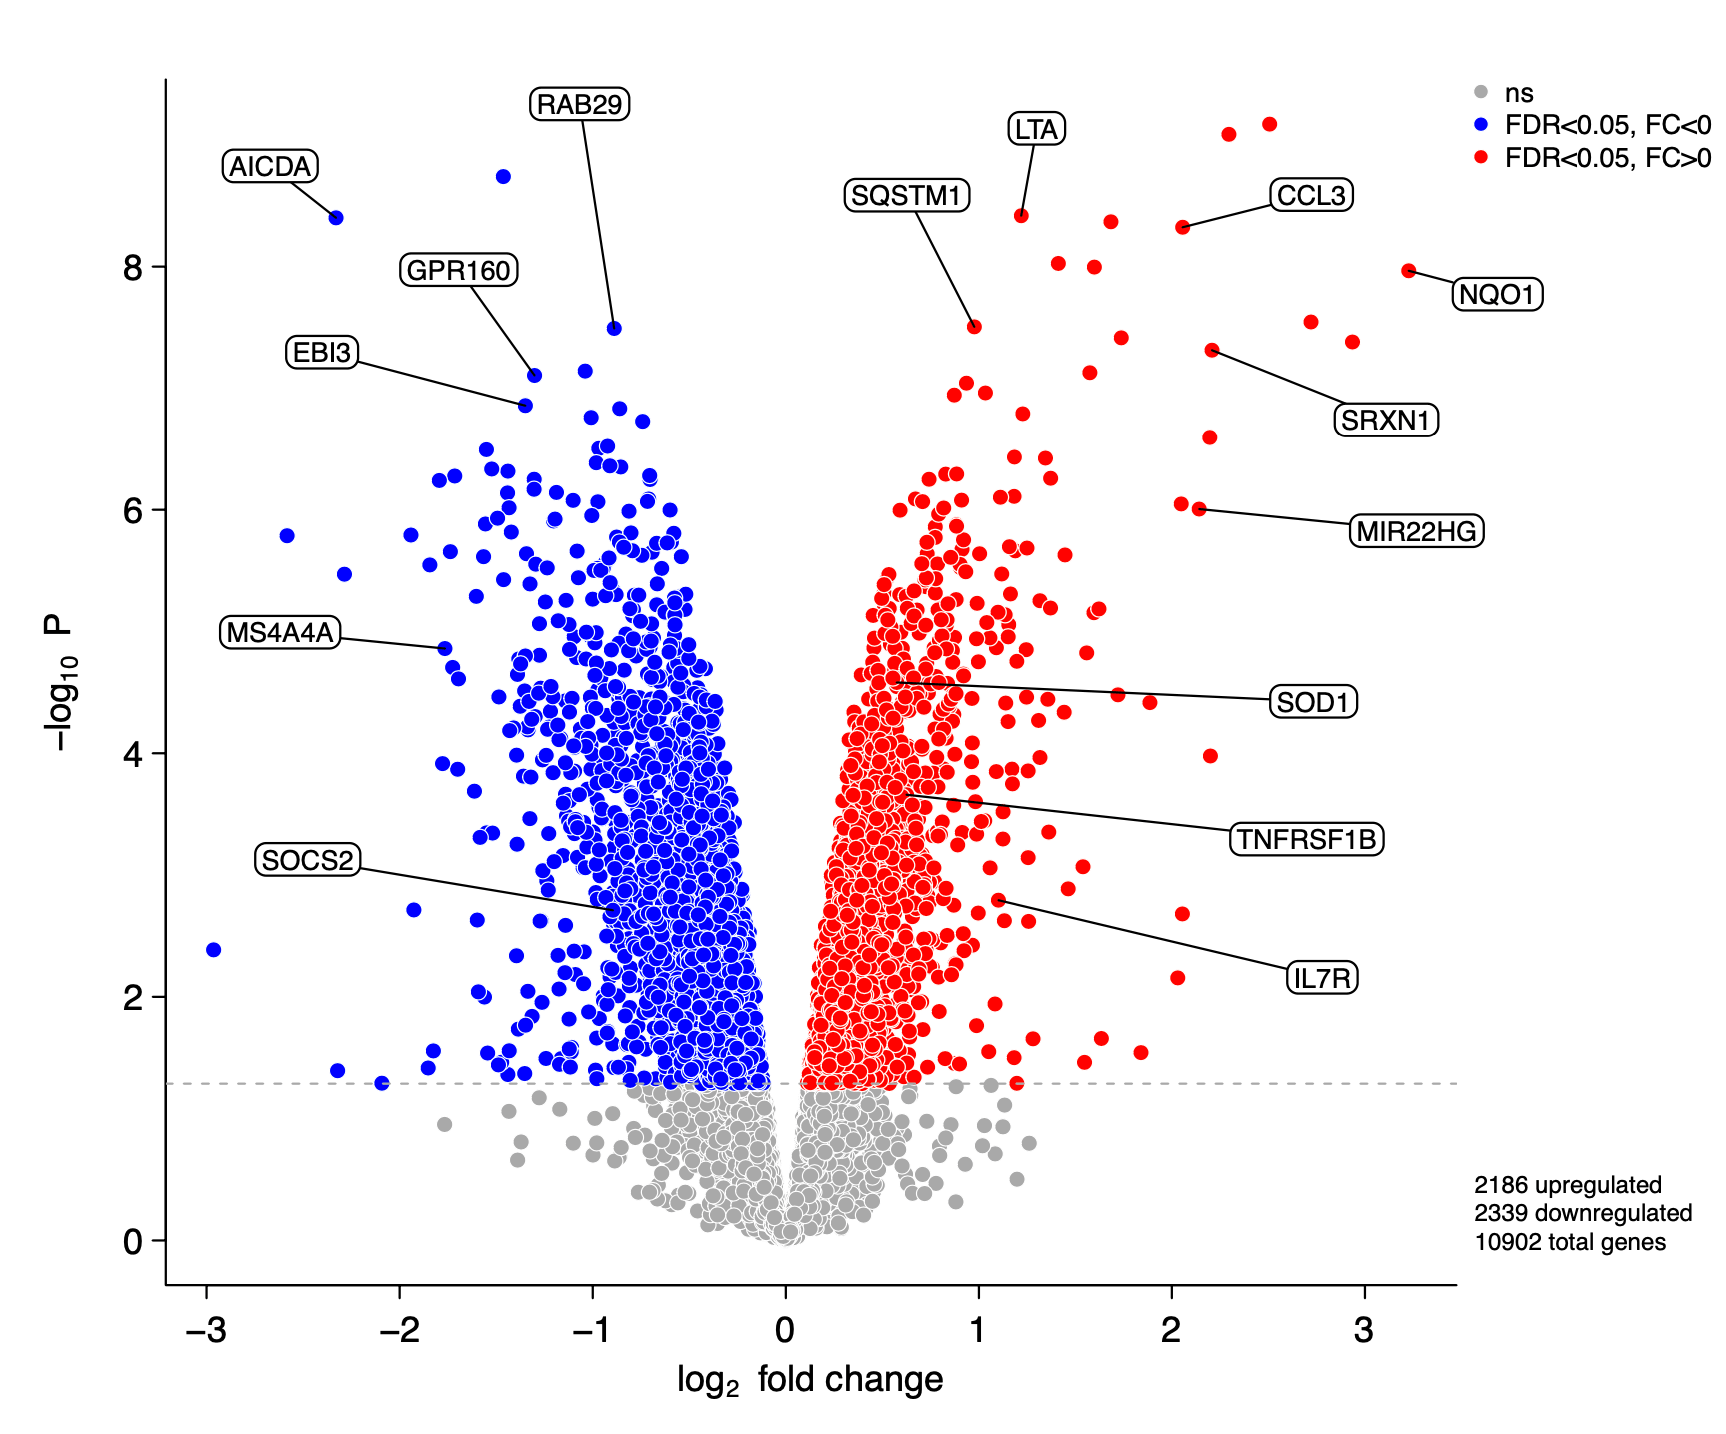 RAB29
LTA
AICDA
SQSTM1
CCL3
GPR160
NQO1
EBI3
SRXN1
MIR22HG
MS4A4A
SOD1
TNFRSF1B
SOCS2
IL7R
ns
FDR<0.05, FC<0
FDR<0.05, FC>0
2186 upregulated
2339 downregulated
10902 total genes
−log10 P
8
6
4
2
0
−3 −2 −1 0 1 2 3
log2 fold change